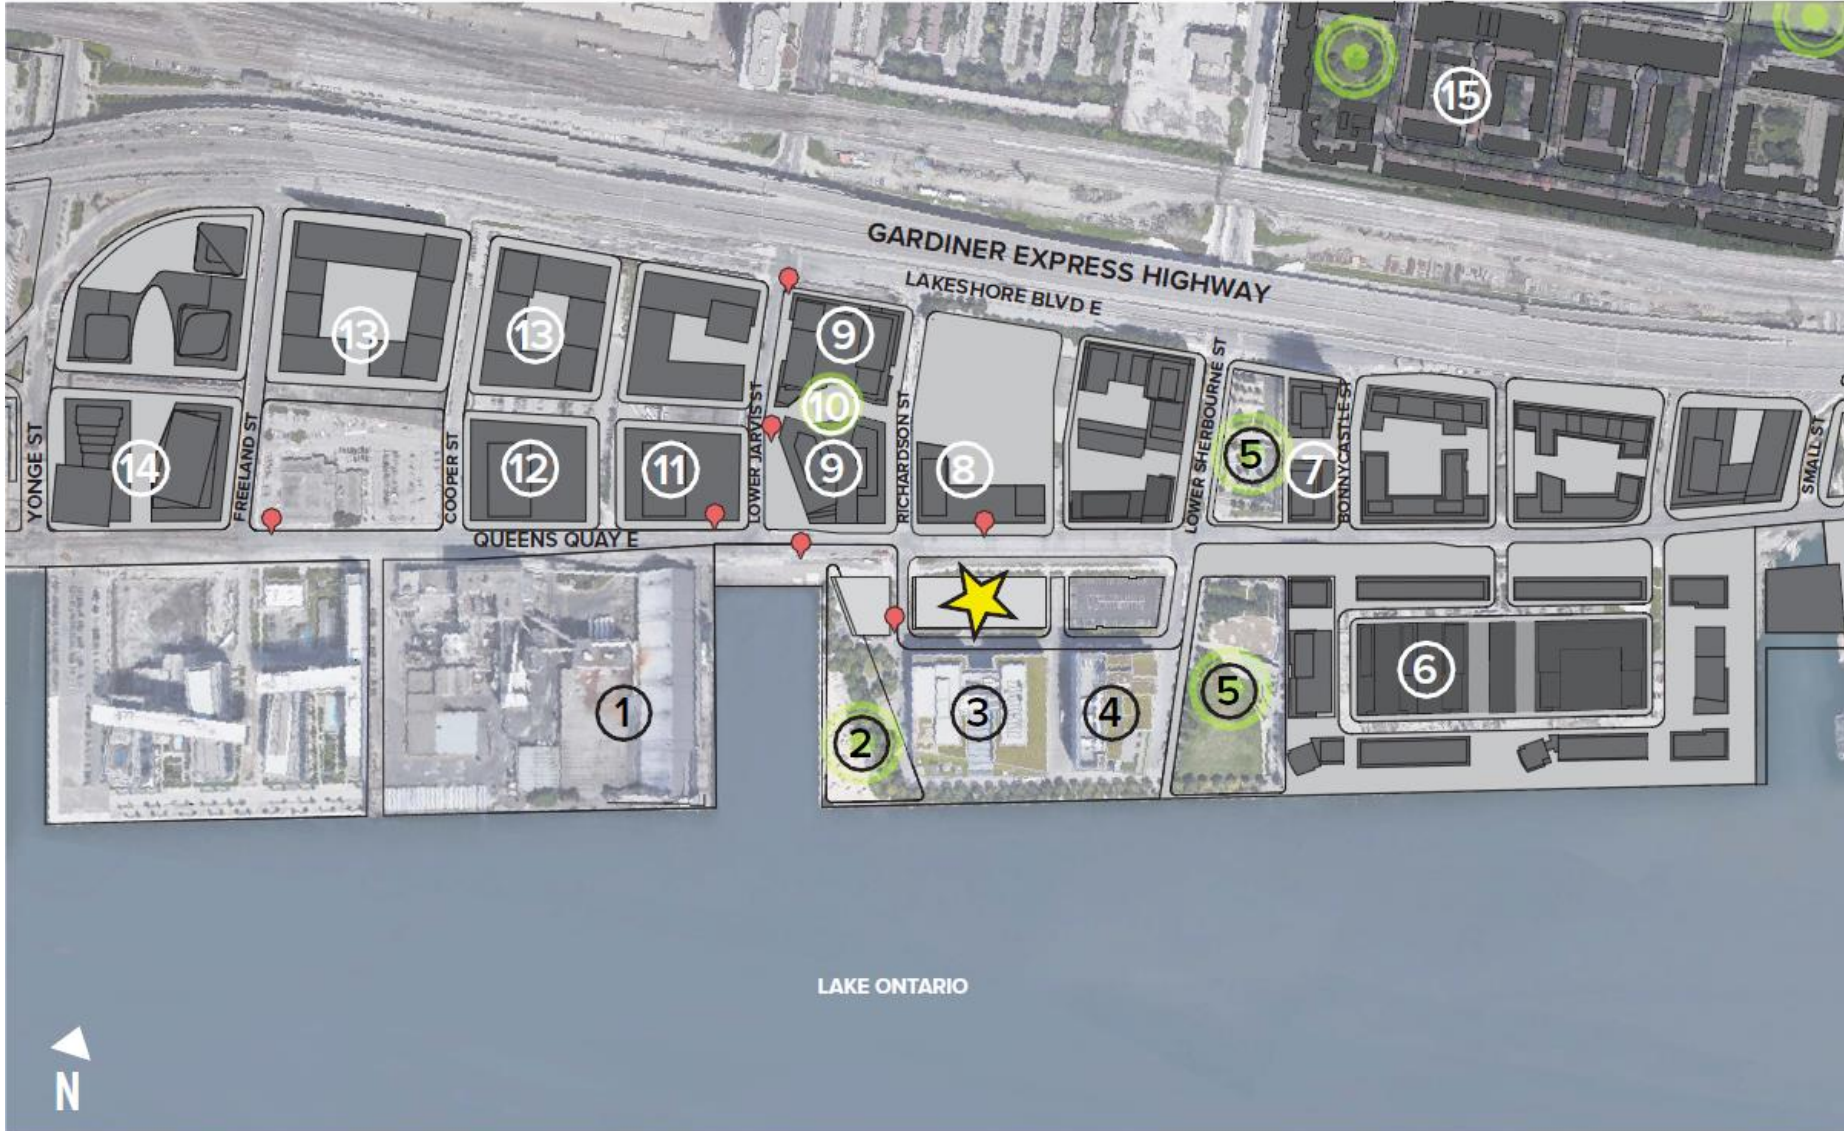 15
GARDINER EXPRESS HIGHWAY
LAKESHORE BLVD E
13
13
9
10
14
12
11
9
8
5
7
YONGE ST
FREELAND ST
COOPER ST
LOWER JARVIS ST
RICHARDSON ST
LOWER SHERBOURNE ST
BONNYCASTLE ST
SMALL ST
QUEENS QUAY E
1
2
3
4
5
6
LAKE ONTARIO
N